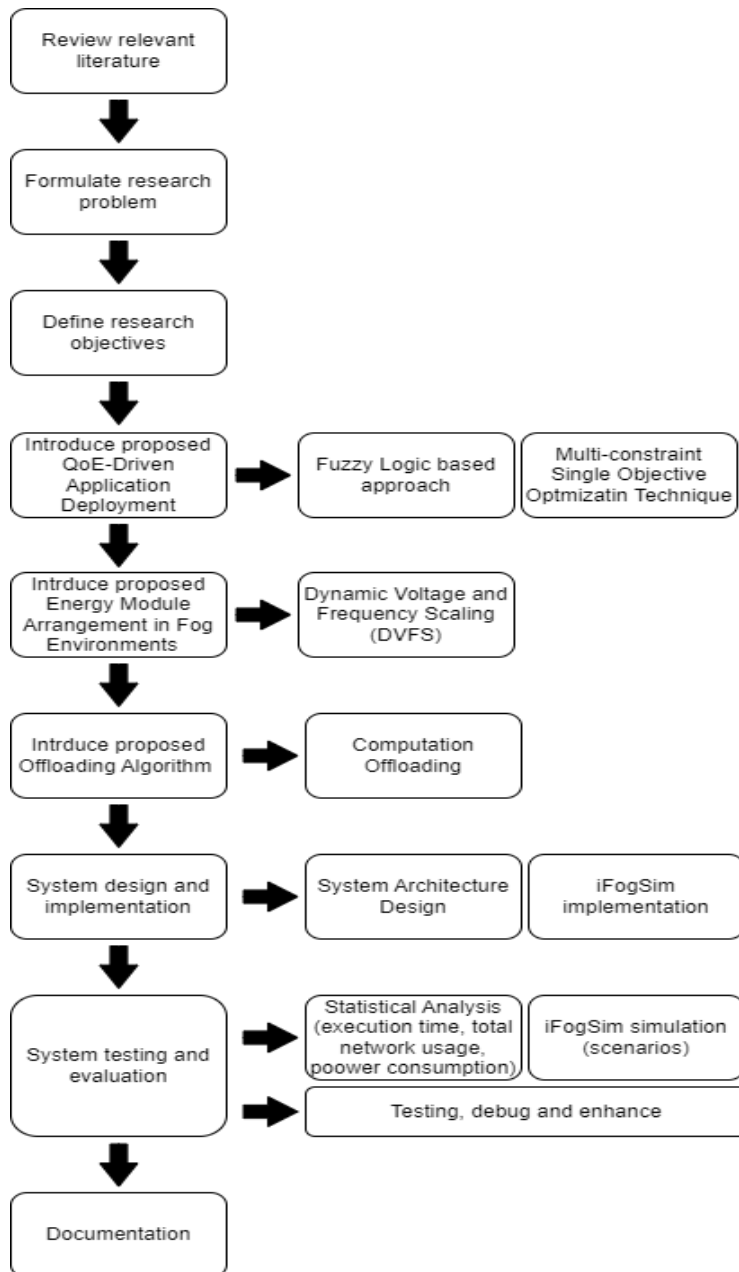 Review relevant
literature
Formulate research
problem
Define research
objectives
Introduce proposed
QoE-Driven
Application
Deployment
Fuzzy Logic based
approach
Multi-constraint
Single Objective
Optmizatin Technique
Intrduce proposed
Energy Module
Arrangement in Fog
Environments
Dynamic Voltage and
Frequency Scaling
(DVFS)
Intrduce proposed
Offloading Algorithm
Computation
Offloading
System design and
implementation
System Architecture
Design
iFogSim
implementation
System testing and
evaluation
Statistical Analysis
(execution time, total
network usage,
poower consumption)
iFogSim simulation
(scenarios)
Testing, debug and enhance
Documentation